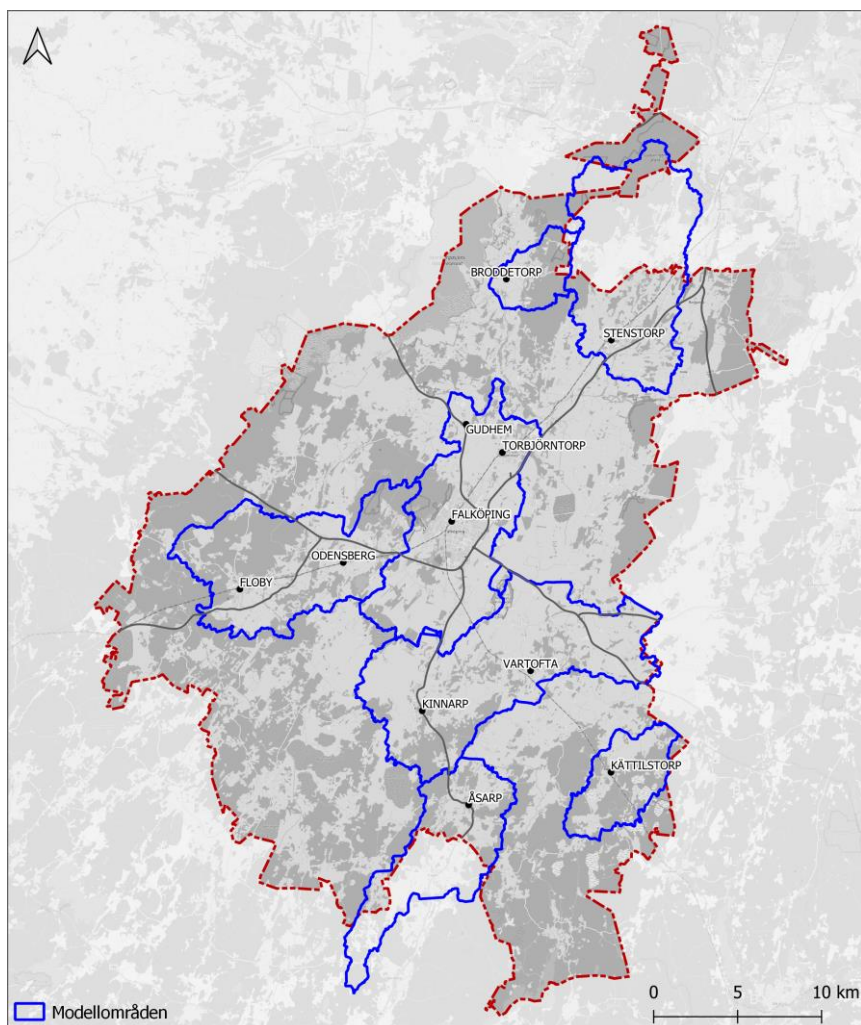 BRODDETORP
STENSTORP
GUDHEM
TORBJÖRNTORP
FALKÖPING
ODENSBERG
FLOBY
VARTOFTA
KINNARP
KÄTTILSTORP
ÅSARP
0 5 10 km
Modellområden